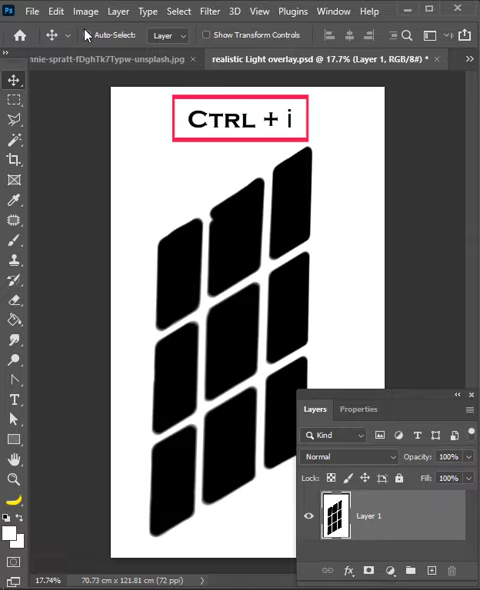 Ps File Edit Image Layer Type Select Filter 3D View Plugins Window Help
Auto-Select: Layer Show Transform Controls
nnie-spratt-fDghTk7Typw-unsplash.jpg × realistic Light overlay.psd @ 17.7% (Layer 1, RGB/8#) * ×
CTRL + i
Layers Properties
Kind
Normal Opacity: 100%
Lock: Fill: 100%
Layer 1
fx
17.74% 70.73 cm x 121.81 cm (72 ppi)